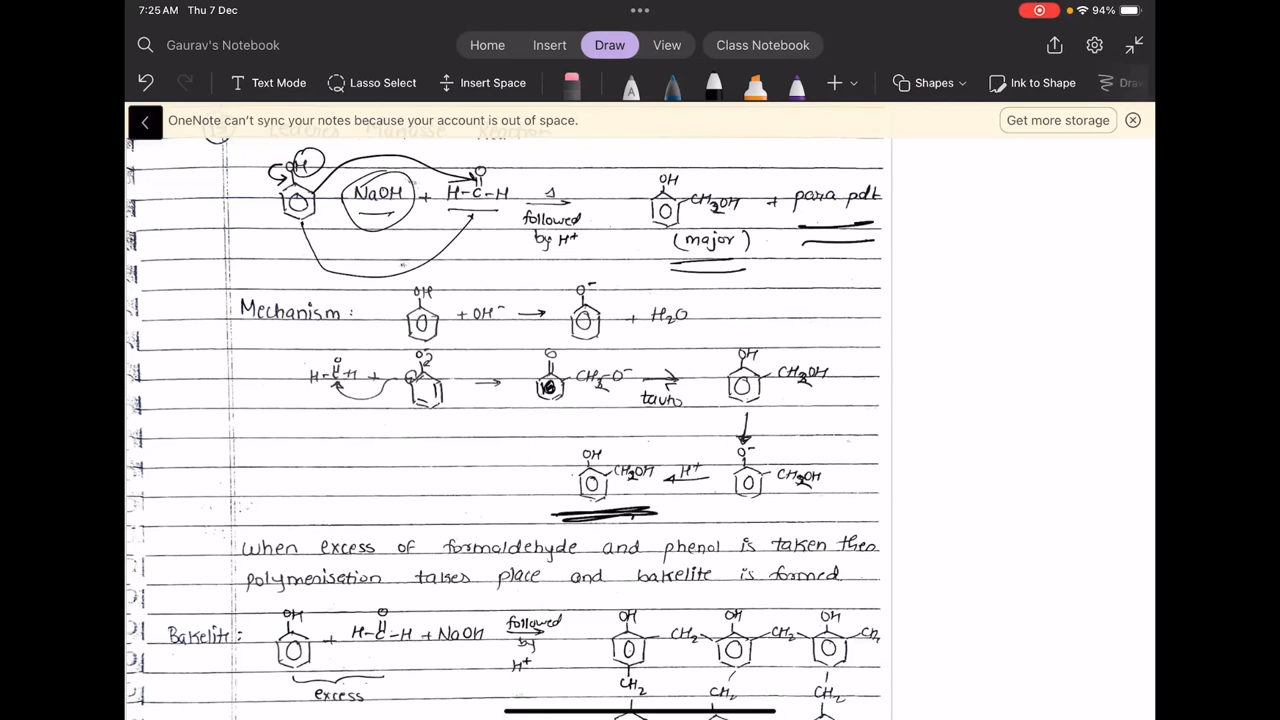 7:25 AM Thu 7 Dec
94%
Gaurav's Notebook
Home Insert Draw View Class Notebook
Text Mode Lasso Select Insert Space Shapes Ink to Shape Draw
OneNote can't sync your notes because your account is out of space. Get more storage
Lederer Manasse Reaction
OH NaOH + H-C-H O Δ followed by H+ OH CH2OH + para pdt
(major)
Mechanism: OH + OH- → O- + H2O
H-C-H O + O- → O CH2-O- tauto OH CH2OH
OH CH2OH H+ O- CH2OH
When excess of formaldehyde and phenol is taken then
polymerisation takes place and bakelite is formed
Bakelite: OH + H-C-H O + NaOH followed by H+ OH CH2 OH CH2 OH CH2
excess
CH2 CH2 CH2